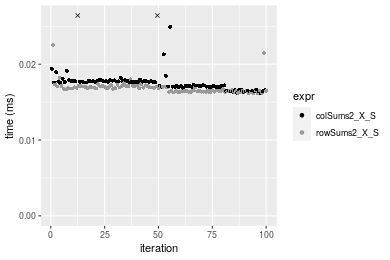 0.02
0.01
0.00
time (ms)
0
25
50
75
100
iteration
expr
colSums2_X_S
rowSums2_X_S